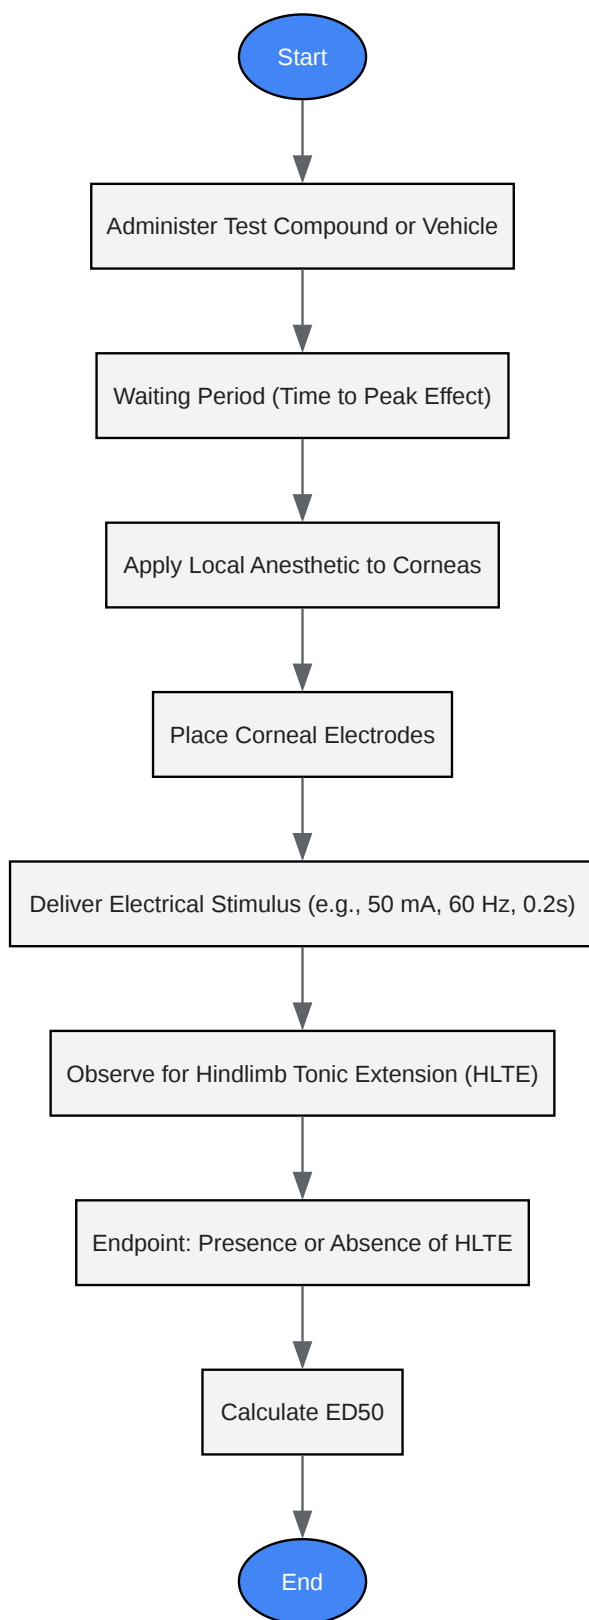 Start
Administer Test Compound or Vehicle
Waiting Period (Time to Peak Effect)
Apply Local Anesthetic to Corneas
Place Corneal Electrodes
Deliver Electrical Stimulus (e.g., 50 mA, 60 Hz, 0.2s)
Observe for Hindlimb Tonic Extension (HLTE)
Endpoint: Presence or Absence of HLTE
Calculate ED50
End